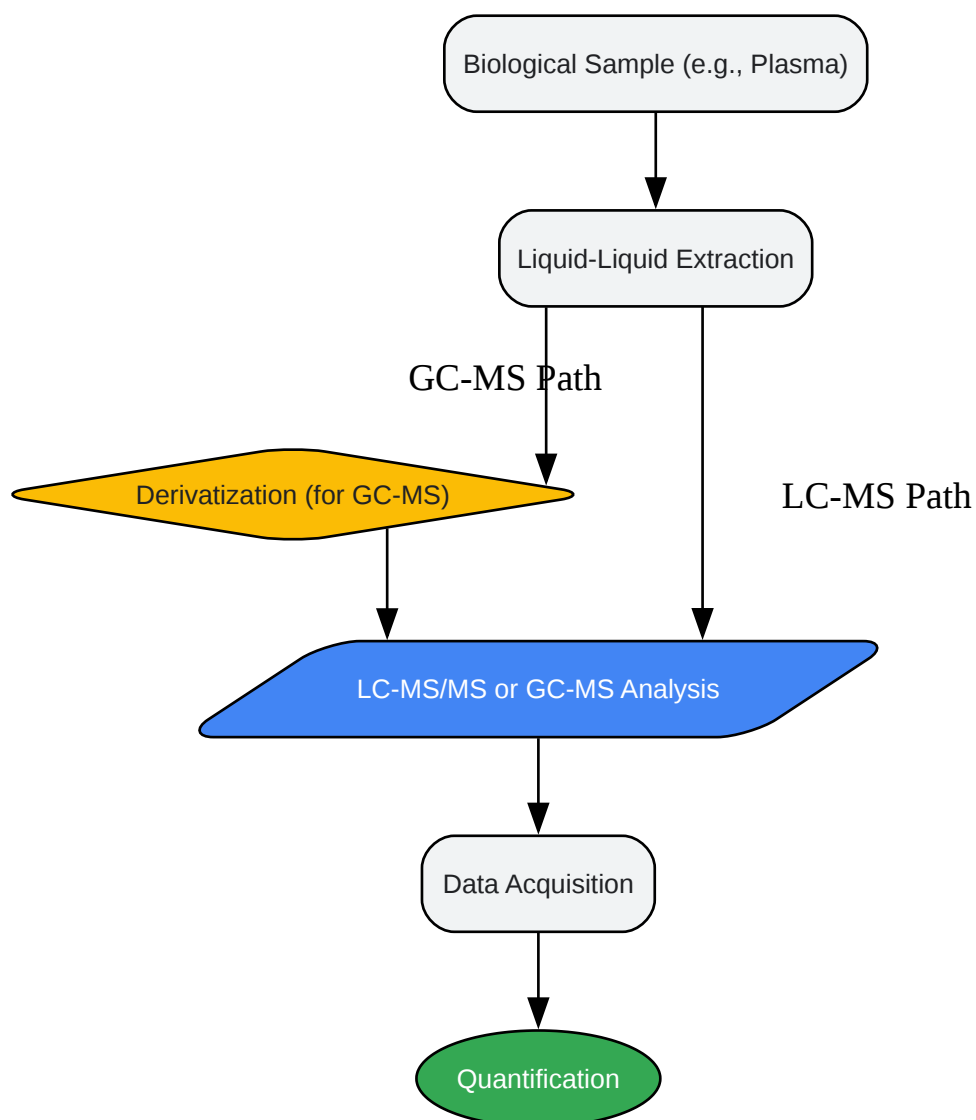 Biological Sample (e.g., Plasma)
Liquid-Liquid Extraction
GC-MS Path
Derivatization (for GC-MS)
LC-MS Path
LC-MS/MS or GC-MS Analysis
Data Acquisition
Quantification